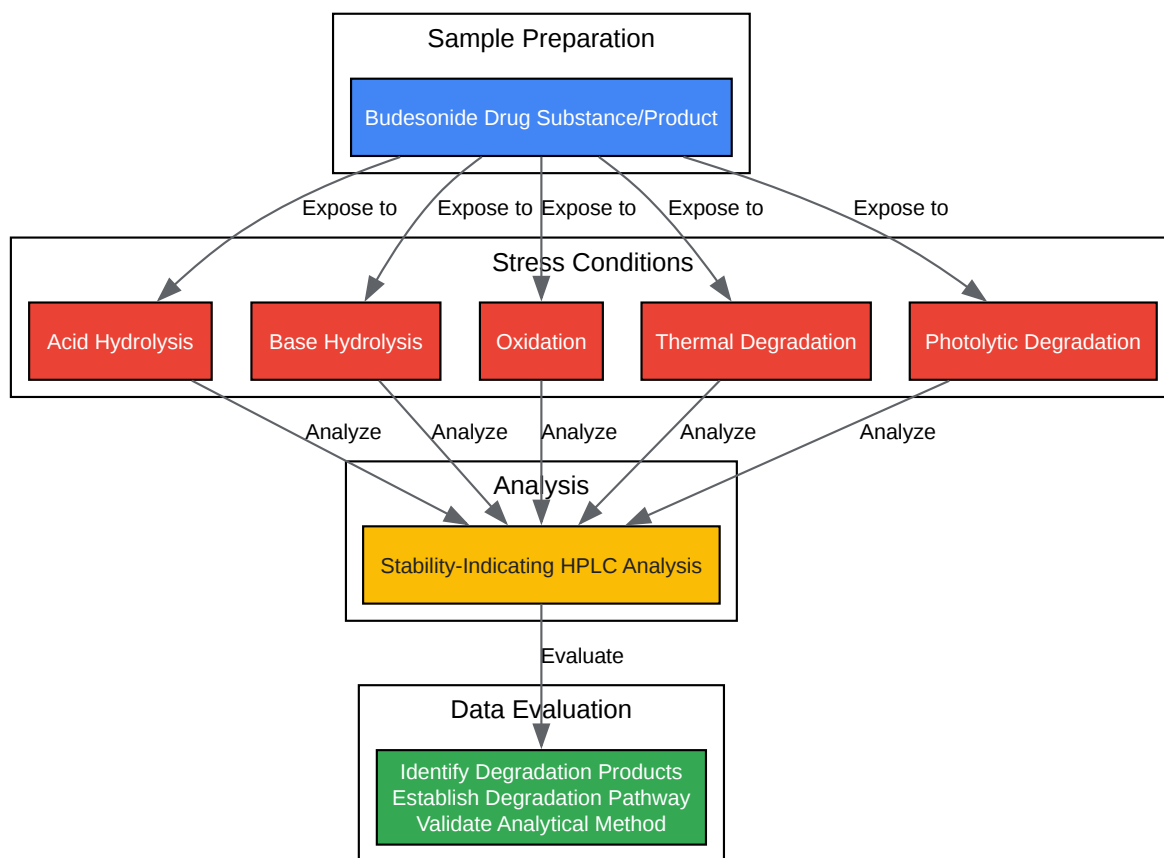 Sample Preparation
Budesonide Drug Substance/Product
Expose to
Expose to
Expose to
Expose to
Expose to
Stress Conditions
Acid Hydrolysis
Base Hydrolysis
Oxidation
Thermal Degradation
Photolytic Degradation
Analyze
Analyze
Analyze
Analyze
Analyze
Analysis
Stability-Indicating HPLC Analysis
Evaluate
Data Evaluation
Identify Degradation Products
Establish Degradation Pathway
Validate Analytical Method